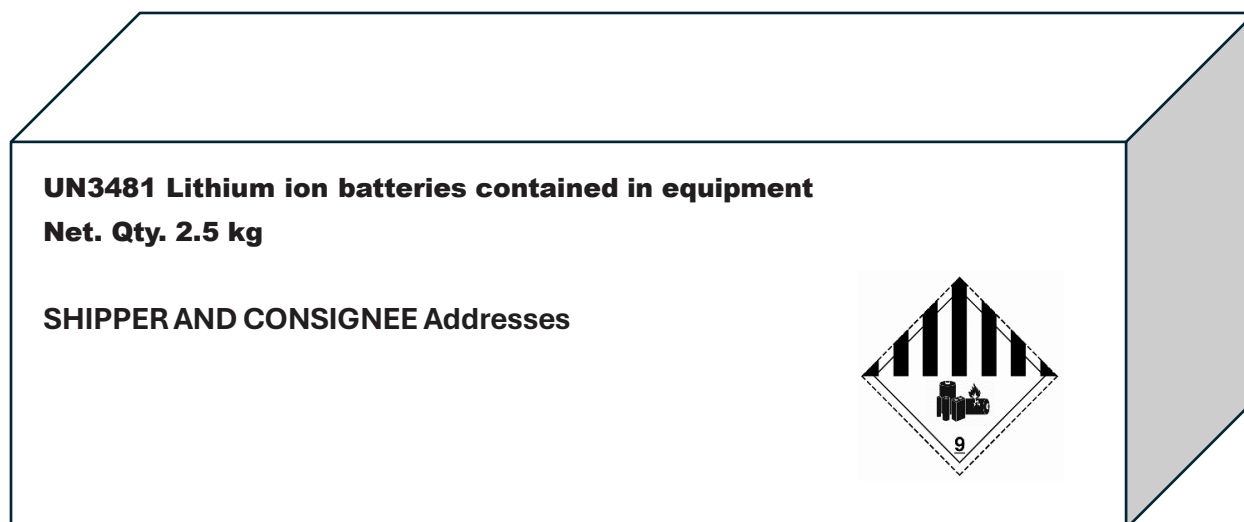 UN3481 Lithium ion batteries contained in equipment
Net. Qty. 2.5 kg
SHIPPER AND CONSIGNEE Addresses
9